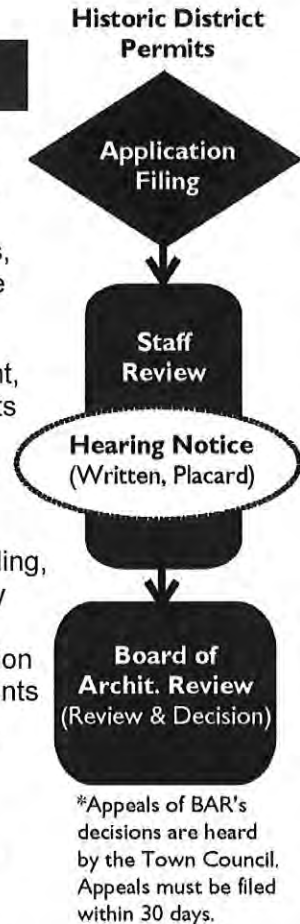 Historic District
Permits
Application
Filing
Staff
Review
Hearing Notice
(Written, Placard)
Board of
Archit. Review
(Review & Decision)
*Appeals of BAR's
decisions are heard
by the Town Council.
Appeals must be filed
within 30 days.